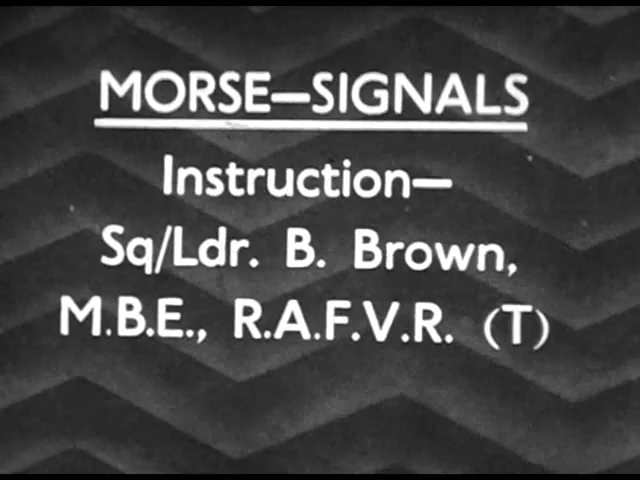 MORSE—SIGNALS
Instruction—
Sq/Ldr. B. Brown,
M.B.E., R.A.F.V.R. (T)